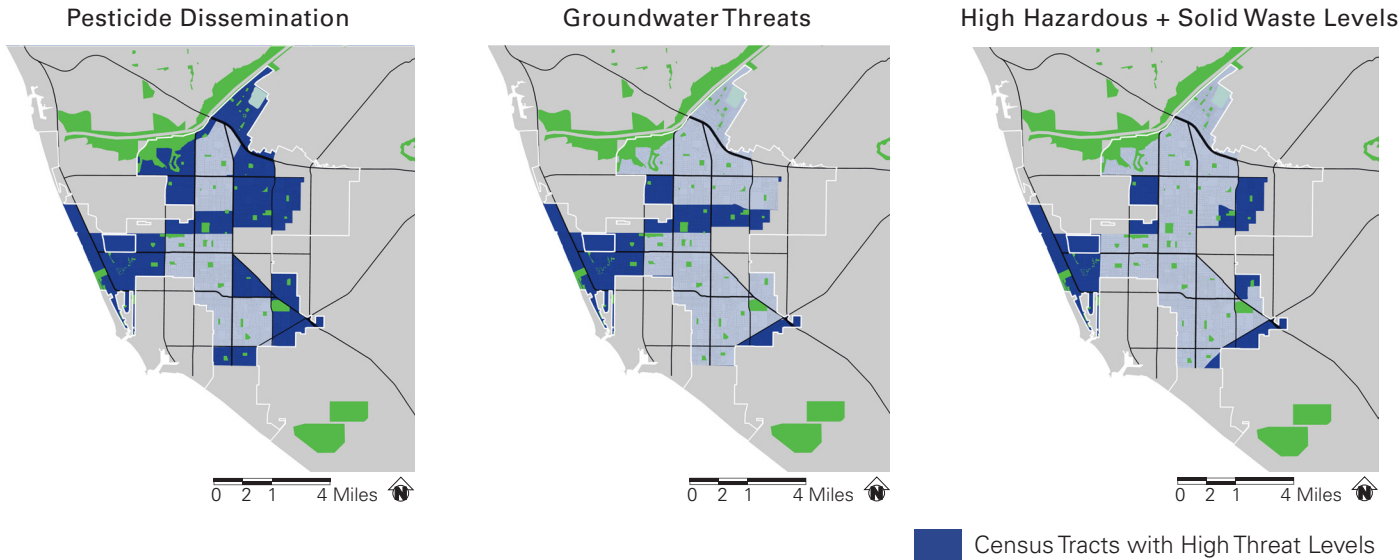 Pesticide Dissemination
Groundwater Threats
High Hazardous + Solid Waste Levels
0 2 1 4 Miles N
0 2 1 4 Miles N
0 2 1 4 Miles N
Census Tracts with High Threat Levels